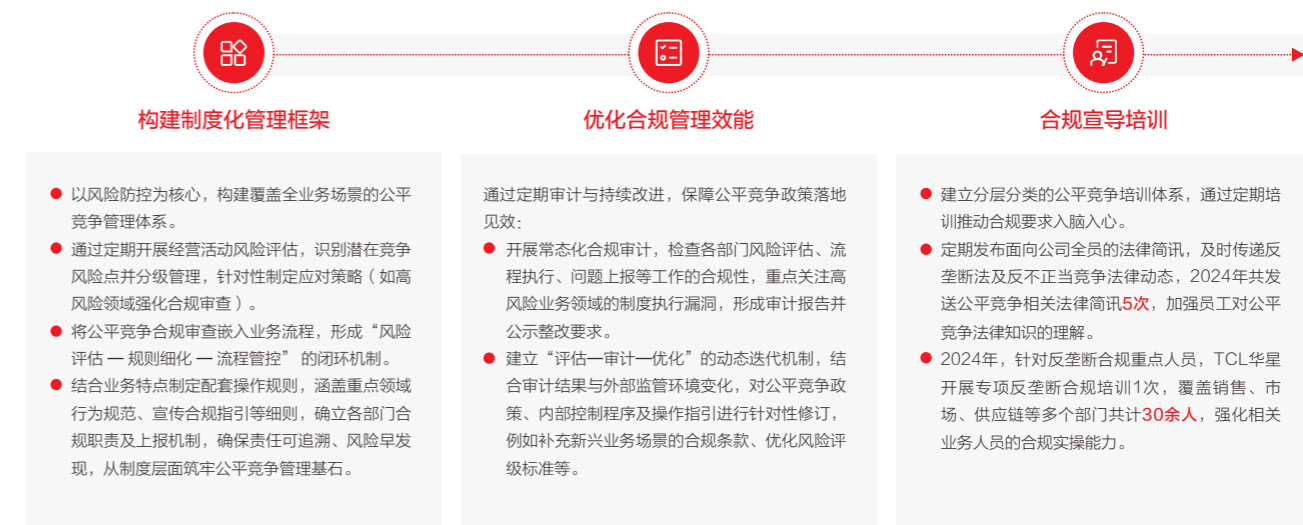 构建制度化管理框架
以风险防控为核心，构建覆盖全业务场景的公平
竞争管理体系。
通过定期开展经营活动风险评估，识别潜在竞争
风险点并分级管理，针对性制定应对策略（如高
风险领域强化合规审查）。
将公平竞争合规审查嵌入业务流程，形成“风险
评估 — 规则细化 — 流程管控” 的闭环机制。
结合业务特点制定配套操作规则，涵盖重点领域
行为规范、宣传合规指引等细则，确立各部门合
规职责及上报机制，确保责任可追溯、风险早发
现，从制度层面筑牢公平竞争管理基石。
优化合规管理效能
通过定期审计与持续改进，保障公平竞争政策落地
见效：
开展常态化合规审计，检查各部门风险评估、流
程执行、问题上报等工作的合规性，重点关注高
风险业务领域的制度执行漏洞，形成审计报告并
公示整改要求。
建立“评估—审计—优化”的动态迭代机制，结
合审计结果与外部监管环境变化，对公平竞争政
策、内部控制程序及操作指引进行针对性修订，
例如补充新兴业务场景的合规条款、优化风险评
级标准等。
合规宣导培训
建立分层分类的公平竞争培训体系，通过定期培
训推动合规要求入脑入心。
定期发布面向公司全员的法律简讯，及时传递反
垄断法及反不正当竞争法律动态，2024年共发
送公平竞争相关法律简讯5次，加强员工对公平
竞争法律知识的理解。
2024年，针对反垄断合规重点人员，TCL华星
开展专项反垄断合规培训1次，覆盖销售、市
场、供应链等多个部门共计30余人，强化相关
业务人员的合规实操能力。